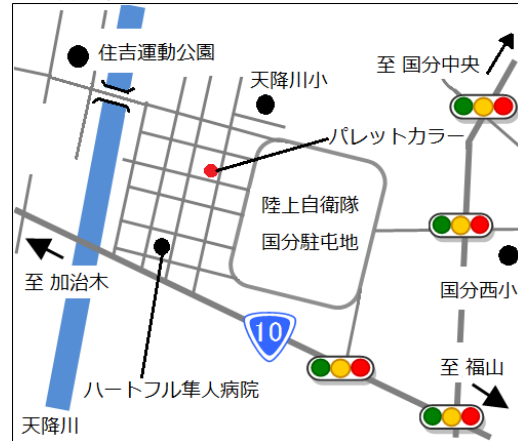 住吉運動公園
至 国分中央
天降川小
パレットカラー
陸上自衛隊
国分駐屯地
至 加治木
国分西小
10
至 福山
ハートフル隼人病院
天降川